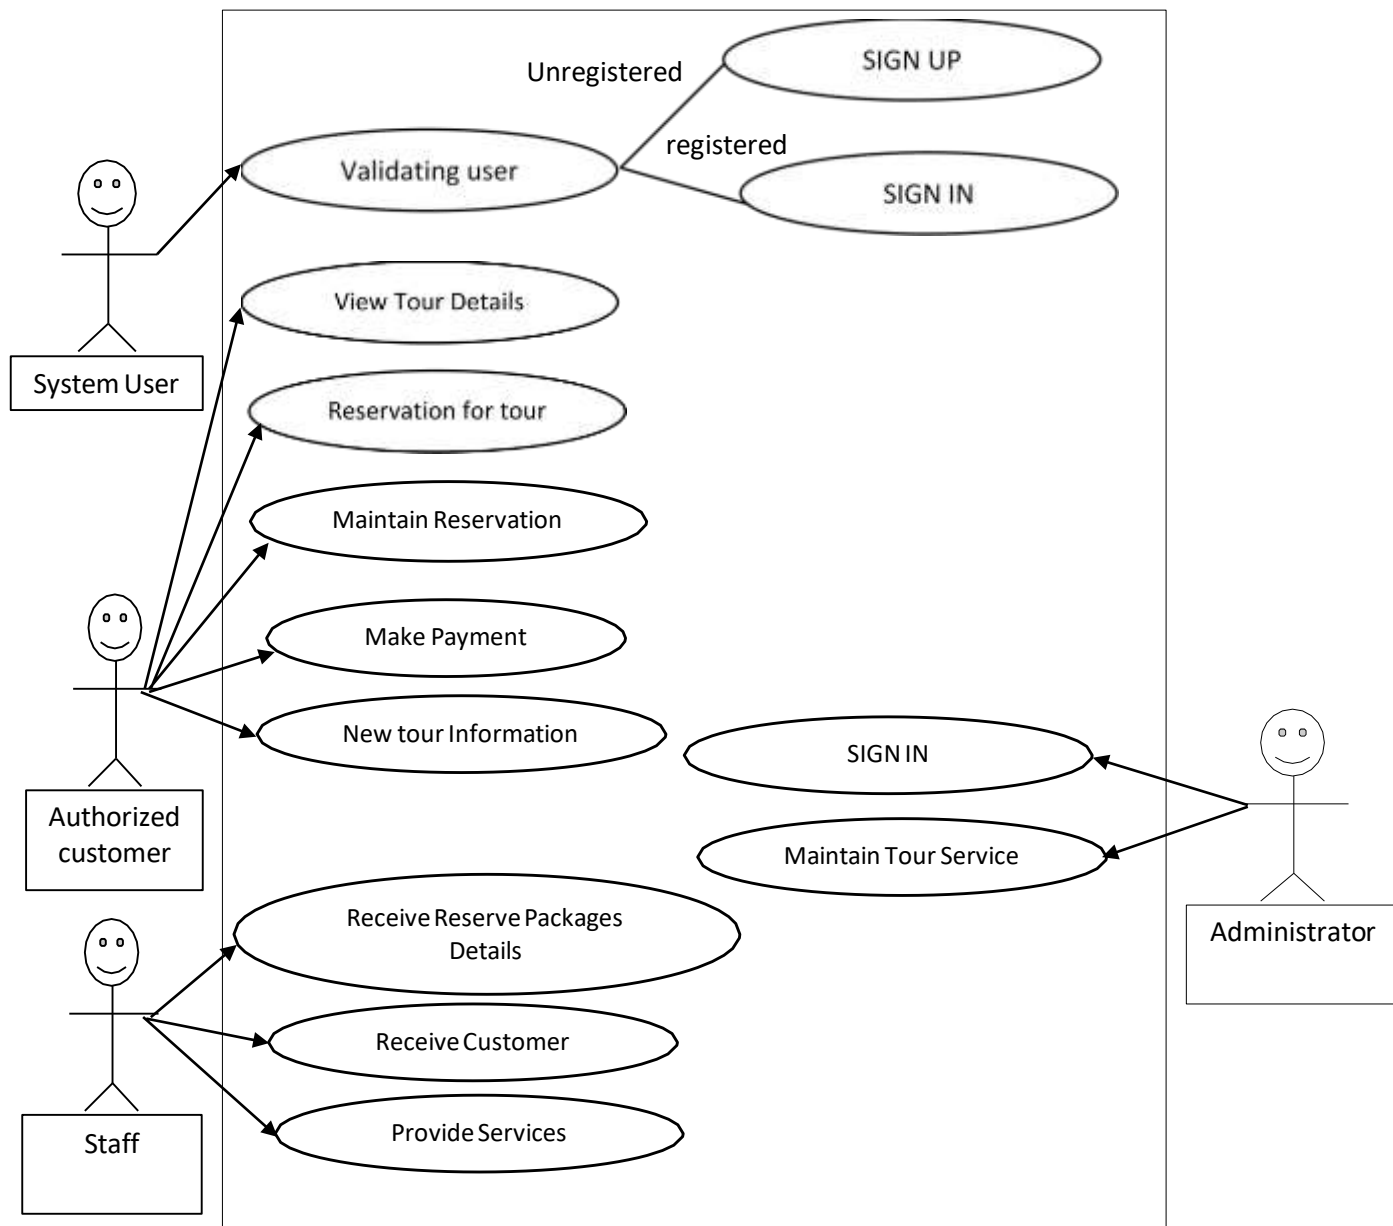 Unregistered
SIGN UP
registered
Validating user
SIGN IN
View Tour Details
System User
Reservation for tour
Maintain Reservation
Make Payment
New tour Information
SIGN IN
Authorized
customer
Maintain Tour Service
Receive Reserve Packages
Details
Administrator
Receive Customer
Staff
Provide Services